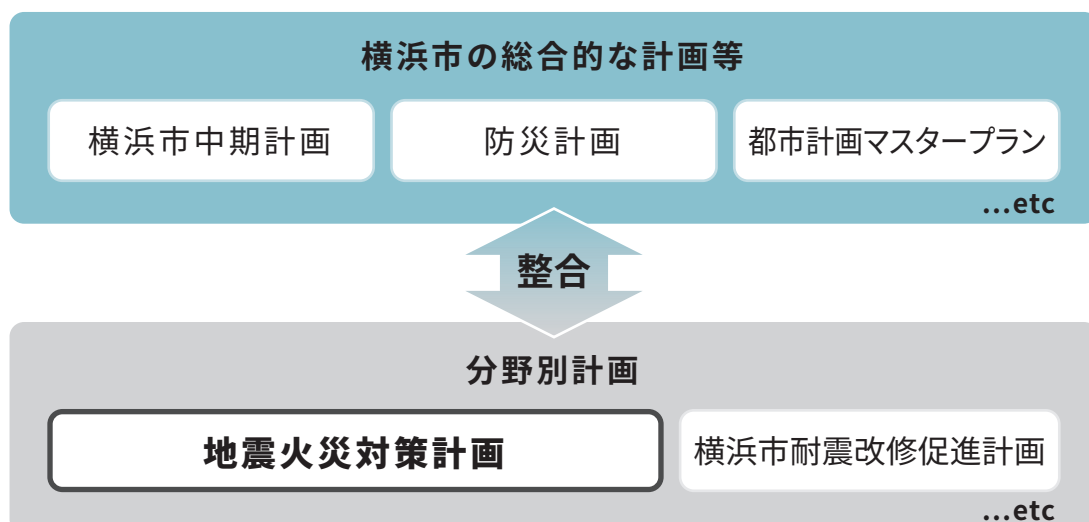 横浜市の総合的な計画等
横浜市中期計画
防災計画
都市計画マスタープラン
...etc
整合
分野別計画
地震火災対策計画
横浜市耐震改修促進計画
...etc